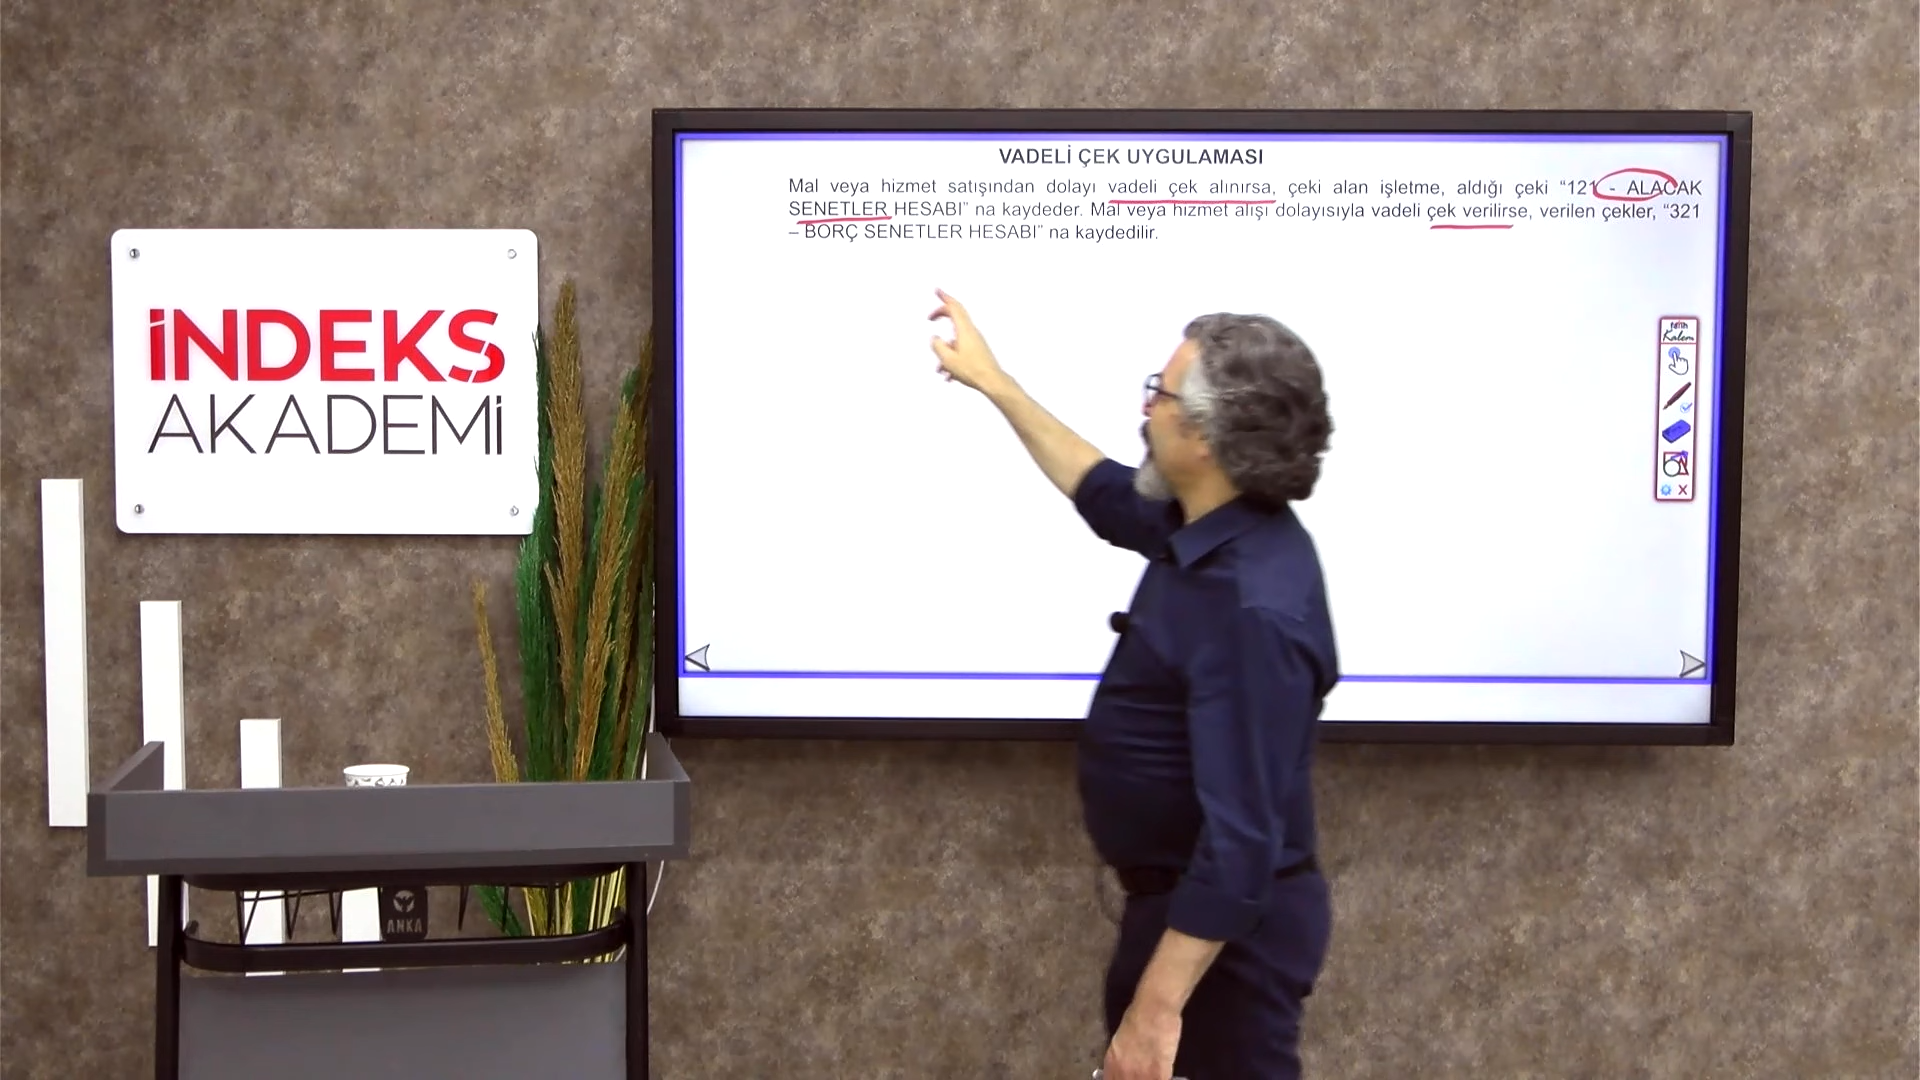 VADELİ ÇEK UYGULAMASI
Mal veya hizmet satışından dolayı vadeli çek alınırsa, çeki alan işletme, aldığı çeki “121 - ALACAK
SENETLER HESABI” na kaydeder. Mal veya hizmet alışı dolayısıyla vadeli çek verilirse, verilen çekler, “321
– BORÇ SENETLER HESABI” na kaydedilir.
İNDEKS
AKADEMİ
Kalem
ANKA